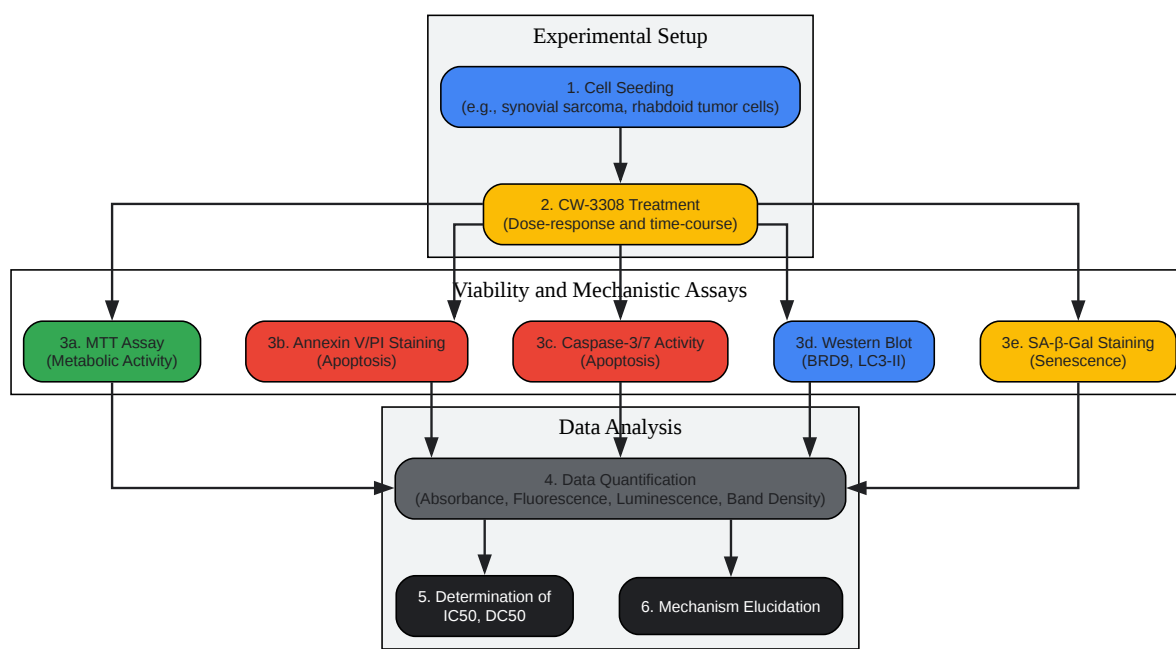 Experimental Setup
1. Cell Seeding
(e.g., synovial sarcoma, rhabdoid tumor cells)
2. CW-3308 Treatment
(Dose-response and time-course)
Viability and Mechanistic Assays
3a. MTT Assay
(Metabolic Activity)
3b. Annexin V/PI Staining
(Apoptosis)
3c. Caspase-3/7 Activity
(Apoptosis)
3d. Western Blot
(BRD9, LC3-II)
3e. SA-β-Gal Staining
(Senescence)
Data Analysis
4. Data Quantification
(Absorbance, Fluorescence, Luminescence, Band Density)
5. Determination of
IC50, DC50
6. Mechanism Elucidation